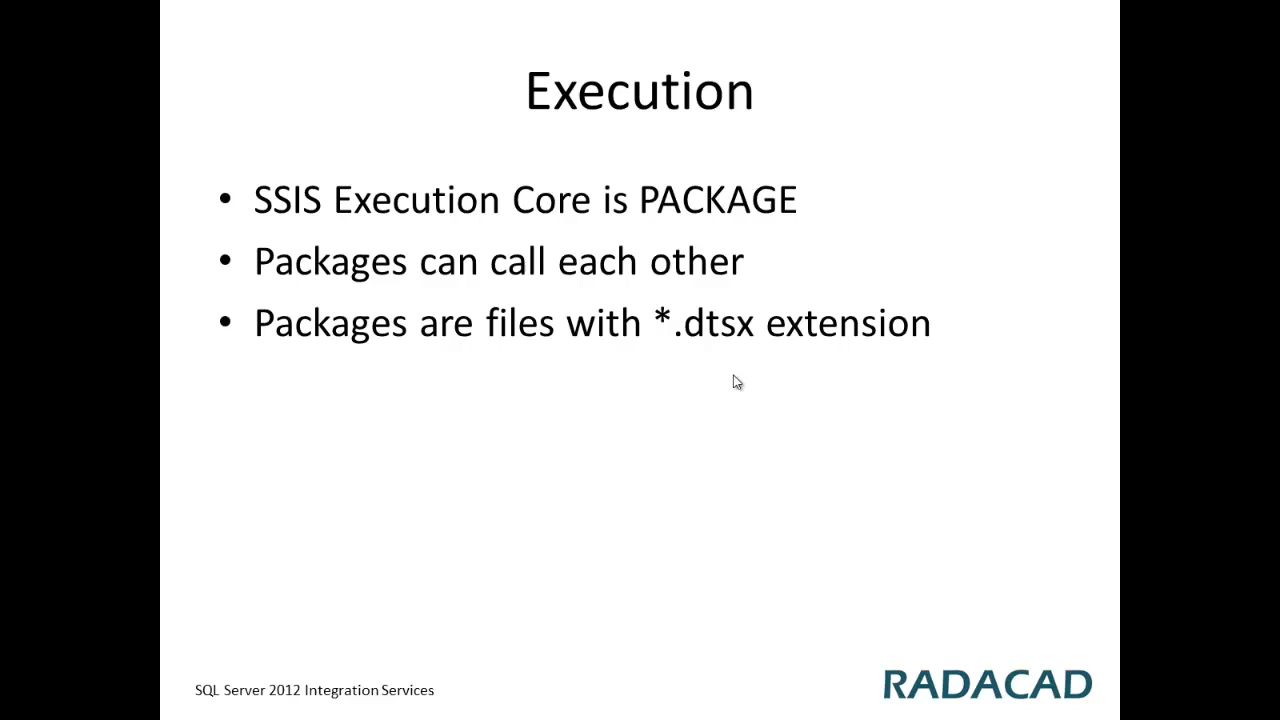 Execution
• SSIS Execution Core is PACKAGE
• Packages can call each other
• Packages are files with *.dtsx extension
SQL Server 2012 Integration Services
RADACAD